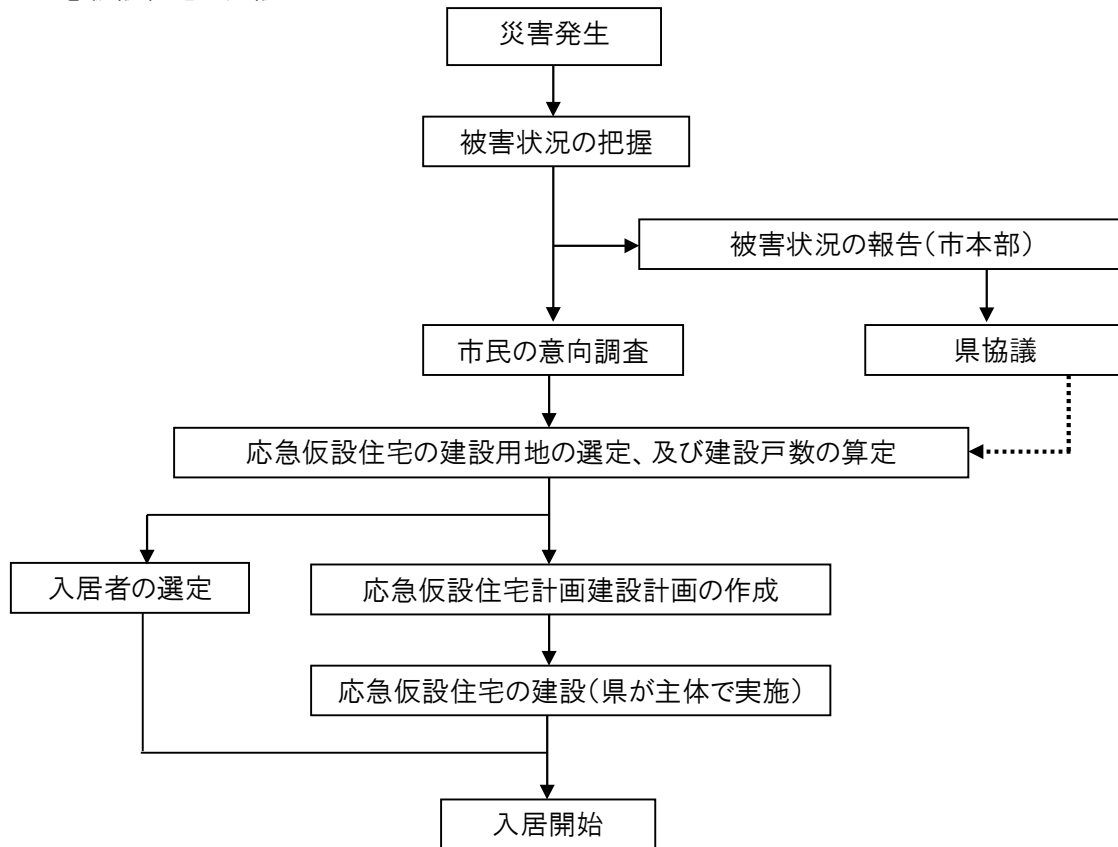 災害発生
被害状況の把握
被害状況の報告（市本部）
市民の意向調査
県協議
応急仮設住宅の建設用地の選定、及び建設戸数の算定
入居者の選定
応急仮設住宅計画建設計画の作成
応急仮設住宅の建設（県が主体で実施）
入居開始